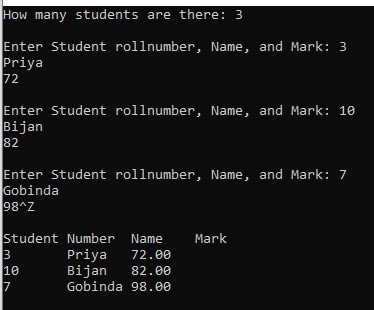 How many students are there: 3
Enter Student rollnumber, Name, and Mark: 3
Priya
72
Enter Student rollnumber, Name, and Mark: 10
Bijan
82
Enter Student rollnumber, Name, and Mark: 7
Gobinda
98^Z
Student Number  Name    Mark
3       Priya   72.00
10      Bijan   82.00
7       Gobinda 98.00